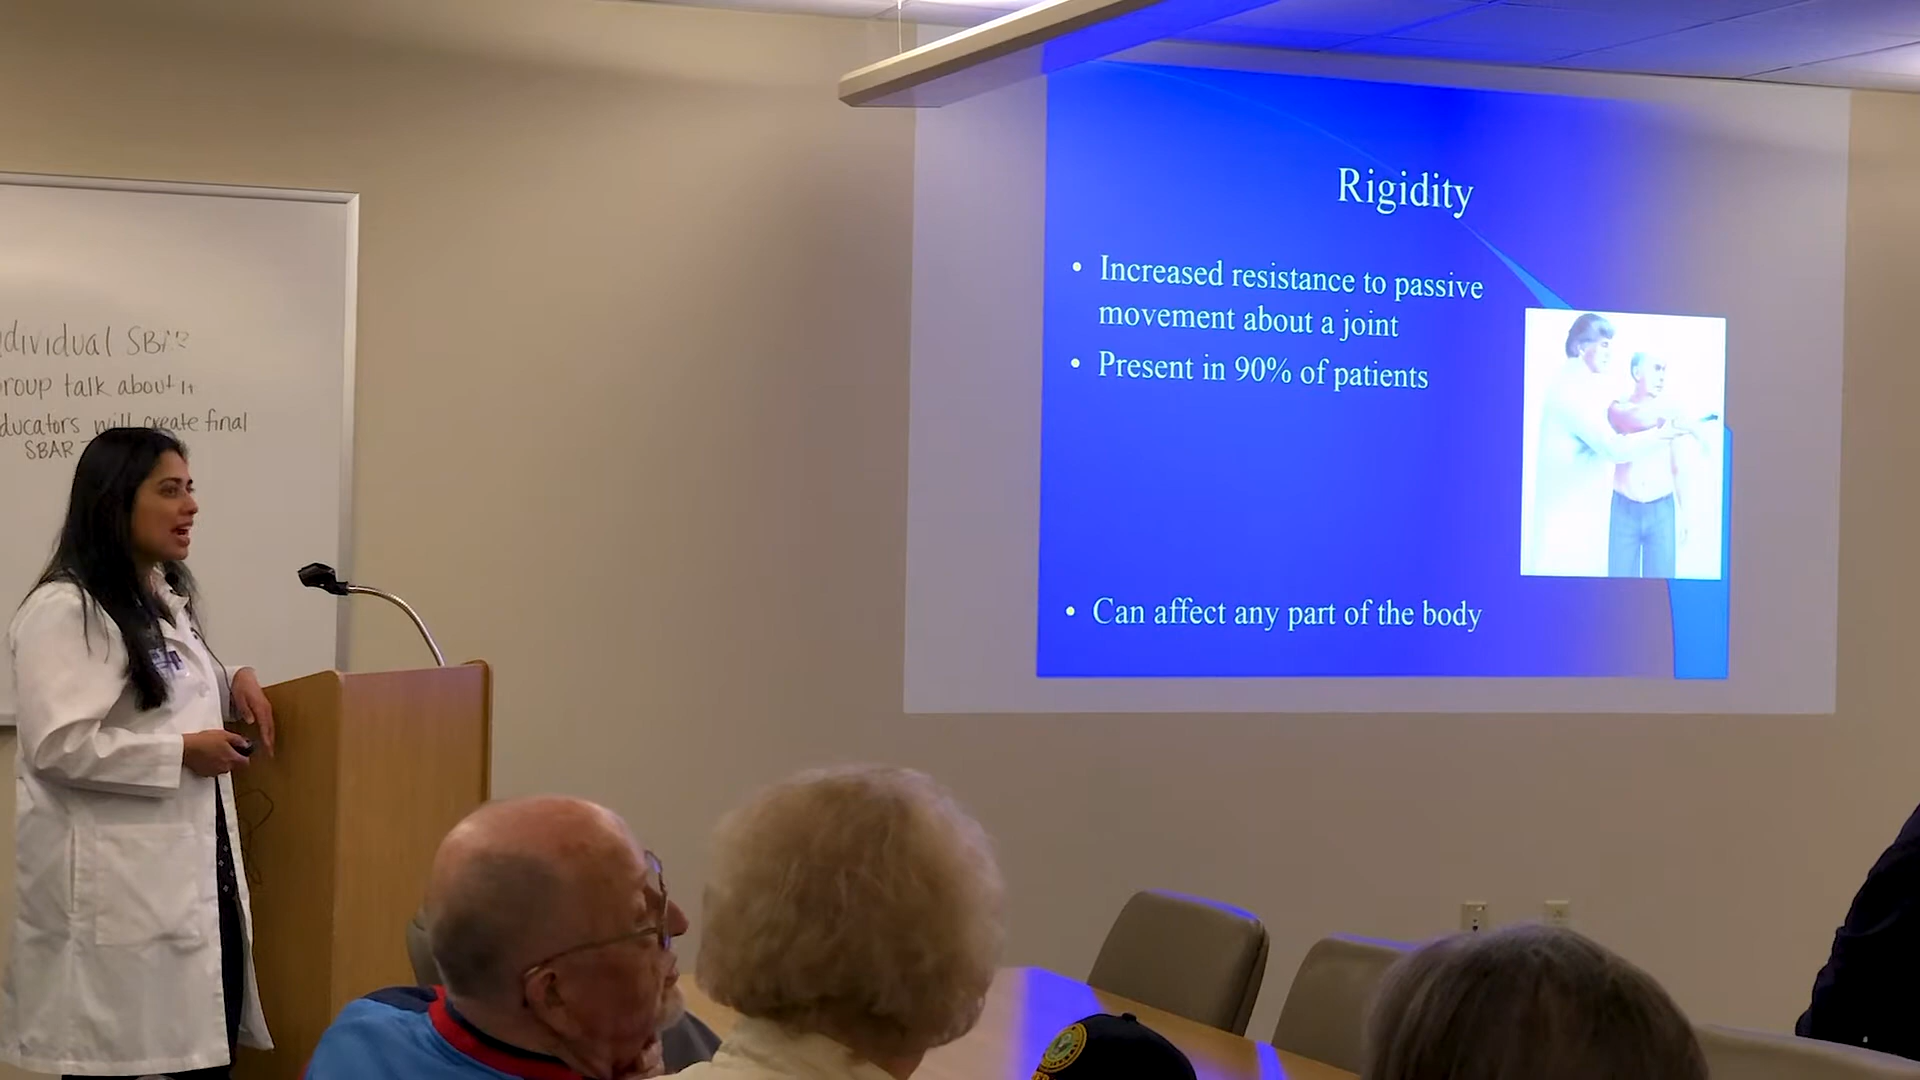 dividual SBAR
roup talk about it
ducators will create final
SBAR
Rigidity
• Increased resistance to passive
movement about a joint
• Present in 90% of patients
• Can affect any part of the body